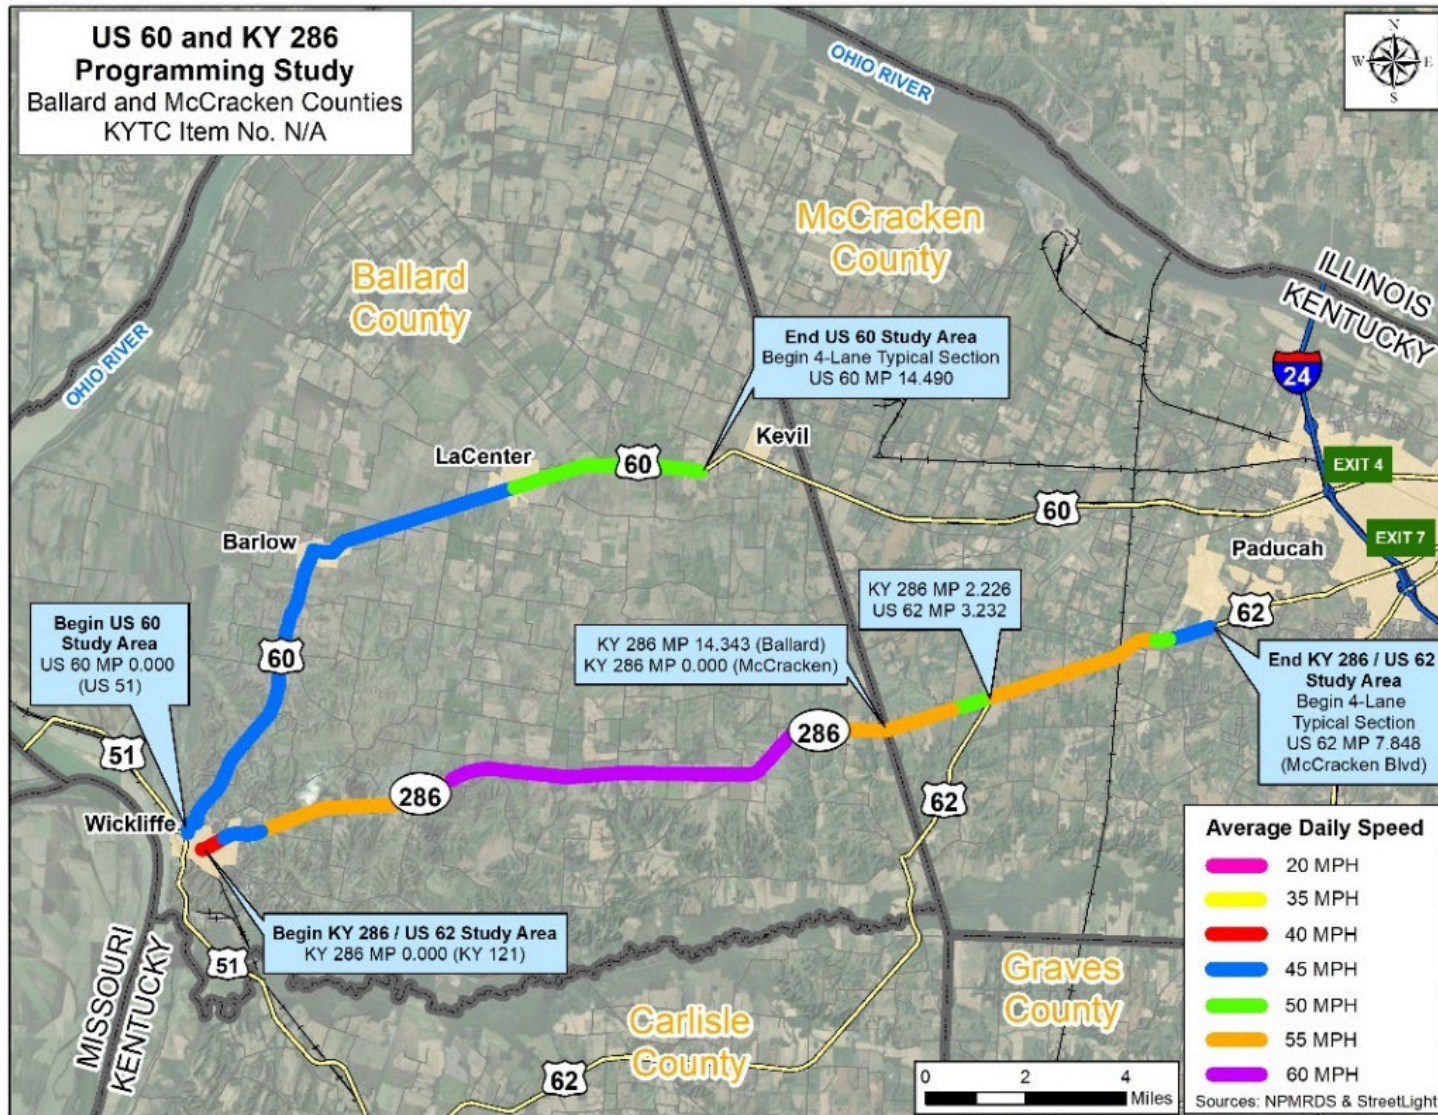 US 60 and KY 286
Programming Study
Ballard and McCracken Counties
KYTC Item No. N/A
OHIO RIVER
McCracken
County
Ballard
County
ILLINOIS
KENTUCKY
OHIO RIVER
End US 60 Study Area
Begin 4-Lane Typical Section
US 60 MP 14.490
24
Kevil
LaCenter
60
EXIT 4
60
Barlow
EXIT 7
Paducah
KY 286 MP 2.226
US 62 MP 3.232
62
Begin US 60
Study Area
US 60 MP 0.000
(US 51)
60
KY 286 MP 14.343 (Ballard)
KY 286 MP 0.000 (McCracken)
End KY 286 / US 62
Study Area
Begin 4-Lane
Typical Section
US 62 MP 7.848
(McCracken Blvd)
51
286
286
62
Wickliffe
Begin KY 286 / US 62 Study Area
KY 286 MP 0.000 (KY 121)
51
MISSOURI
KENTUCKY
Graves
County
Carlisle
County
62
Average Daily Speed
20 MPH
35 MPH
40 MPH
45 MPH
50 MPH
55 MPH
60 MPH
0 2 4
Miles
Sources: NPMRDS & StreetLight
N
W E
S